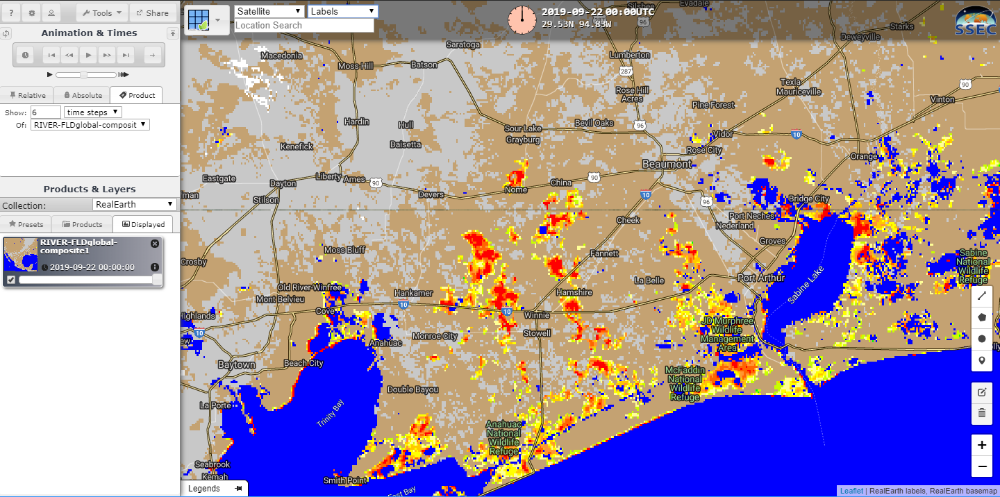 ?
Tools
Share
Animation & Times
Relative
Absolute
Product
Show: 6 time steps
Of: RIVER-FLDglobal-composit
Products & Layers
Collection: RealEarth
Presets
Products
Displayed
RIVER-FLDglobal-
composite1
2019-09-22 00:00:00
Satellite
Labels
Location Search
2019-09-22 00:00UTC
29.53N 94.83W
SSEC
Silsbee
Evadale
96
Starks
Deweyville
Saratoga
Macedonia
Moss Hill
Batson
Lumberton
287
Rose Hill
Acres
Texla
Mauriceville
90
Vinton
Pine Forest
Hardin
Hull
Sour Lake
Bevil Oaks
96
Vidor
10
Grayburg
Daisetta
Kenefick
Rose City
Orange
Beaumont
Eastgate
Dayton
Liberty
Ames
90
Nome
China
90
Stilson
Devers
10
96
Bridge City
Port Neches
Nederland
Cheek
Groves
Moss Bluff
Fannett
Crosby
Sabine
National
Wildlife
Refuge
Port Arthur
Sabine Lake
La Belle
Old River-Winfree
Mont Belvieu
Hankamer
Hamshire
Cove
10
10
Winnie
Highlands
10
JD Murphree
Wildlife
Management
Area
Stowell
Monroe City
Anahuac
Baytown
Beach City
McFaddin
National
Wildlife
Refuge
Double Bayou
La Porte
Trinity Bay
Anahuac
National
Wildlife
Refuge
Seabrook
Kemah
Smith Point
East Bay
Legends
+
−
Leaflet | RealEarth labels, RealEarth basemap